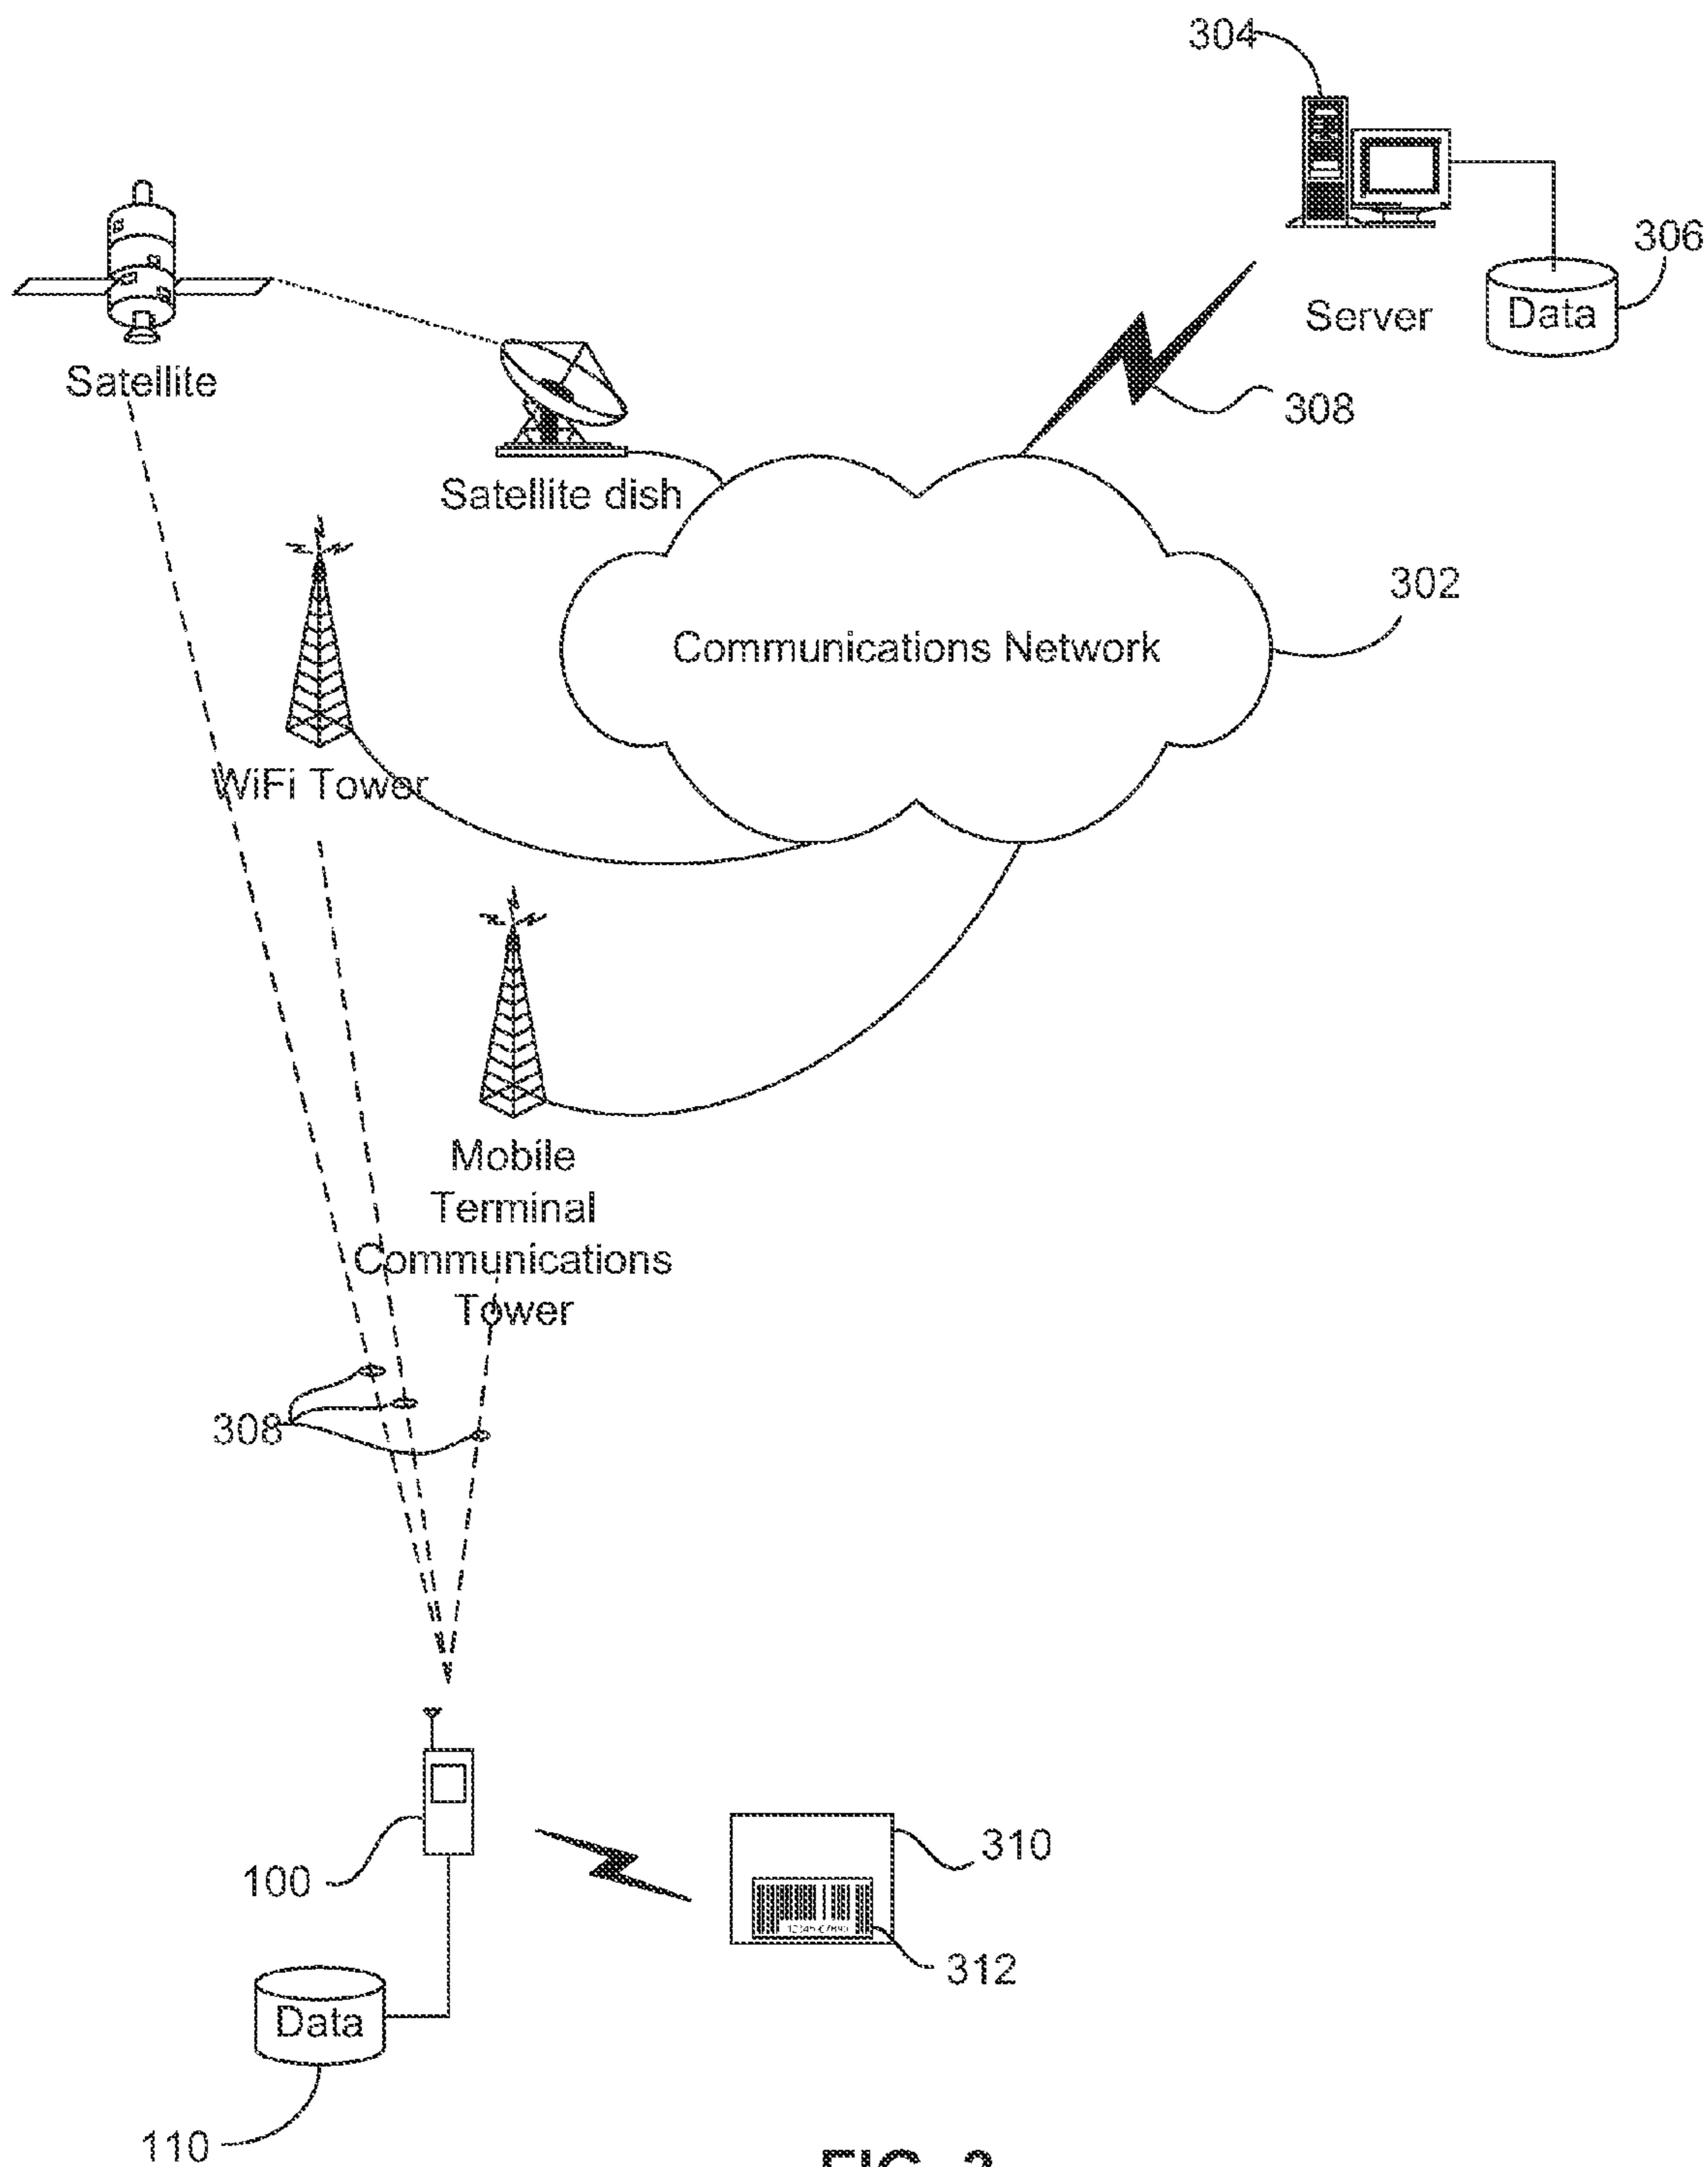 304
306
Server
Data
Satellite
308
Satellite dish
302
Communications Network
WiFi Tower
Mobile
Terminal
Communications
Tower
308
100
310
312
Data
110